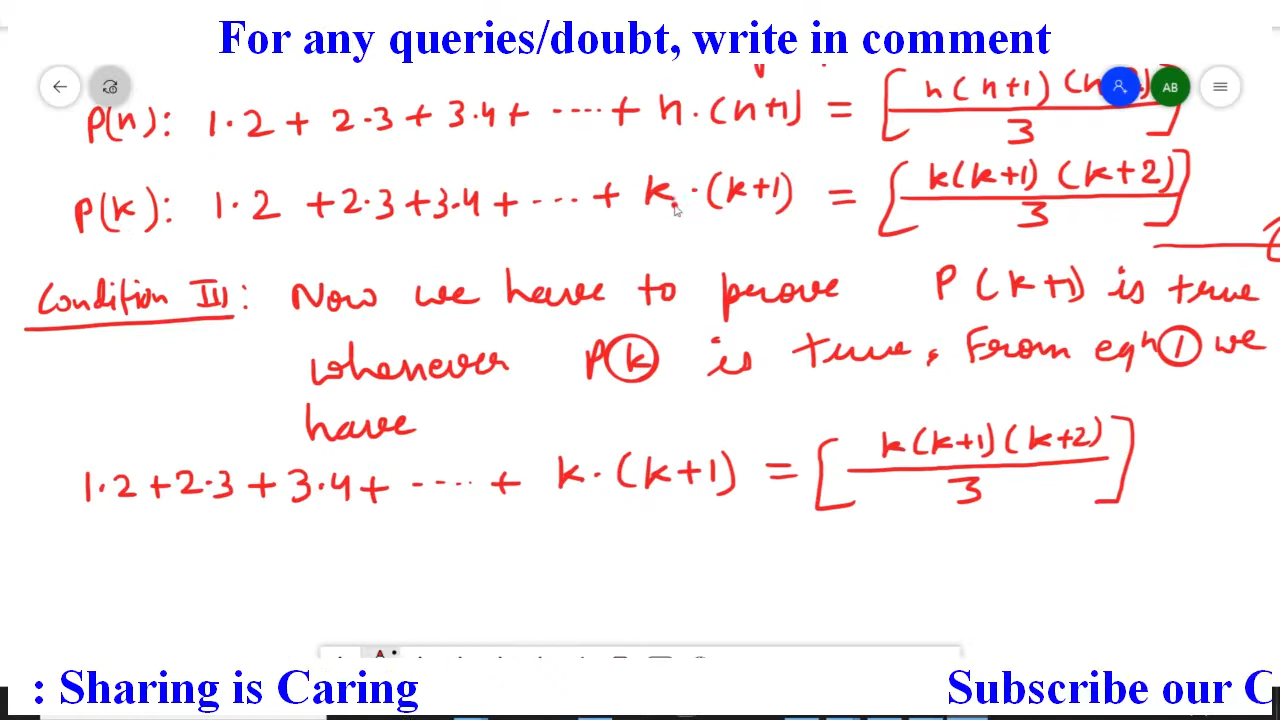 For any queries/doubt, write in comment
AB
P(n): 1·2 + 2·3 + 3·4 + ---- + n·(n+1) = [n(n+1)(n 2)/3]
P(k): 1·2 +2·3+3·4+ ---- + k·(k+1) = [k(k+1)(k+2)/3]
Condition III: Now we have to prove P(k+1) is true
whenever P(k) is true. From eqn (1) we
have
1·2 +2·3+3·4+ ---- + k·(k+1) = [k(k+1)(k+2)/3]
: Sharing is Caring Subscribe our C